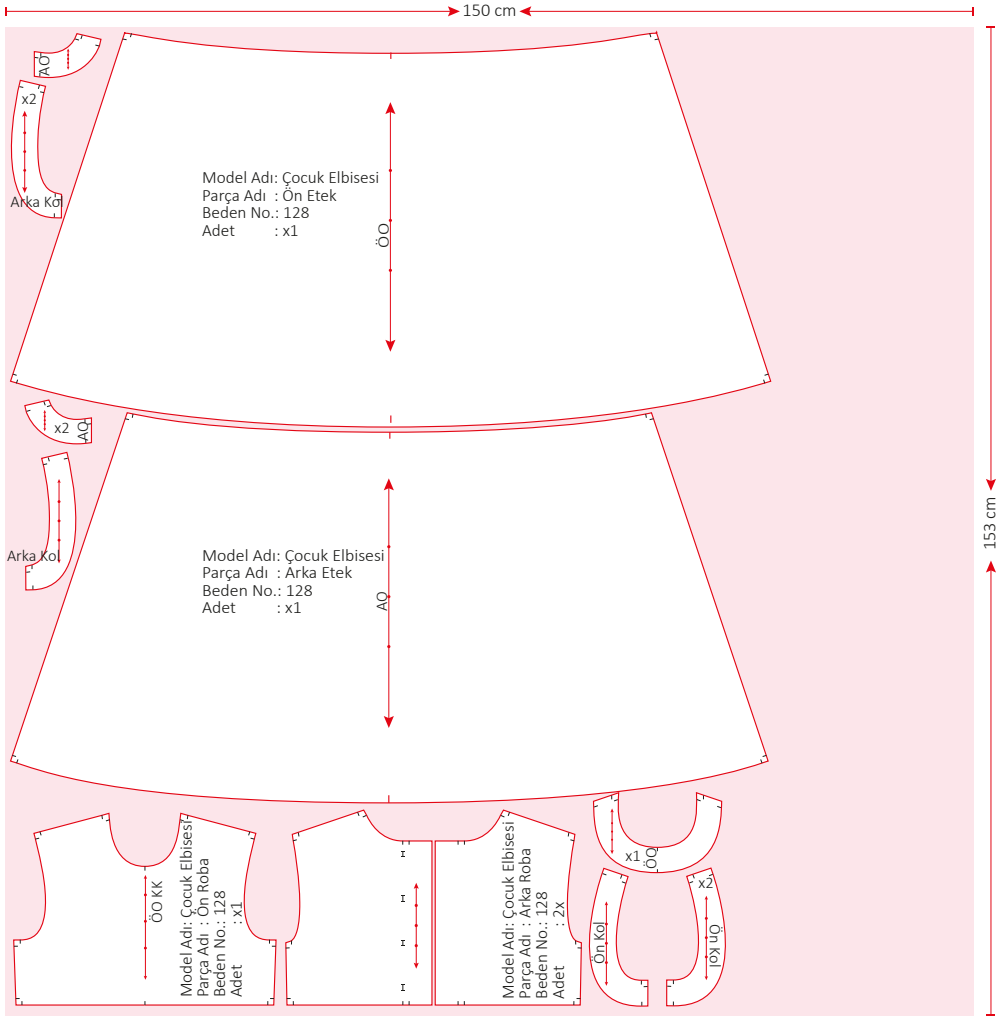 150 cm
AO
x2
Arka Kol
Model Adı: Çocuk Elbisesi
Parça Adı : Ön Etek
Beden No.: 128
Adet : x1
ÖO
153 cm
x2
AO
Arka Kol
Model Adı: Çocuk Elbisesi
Parça Adı : Arka Etek
Beden No.: 128
Adet : x1
AO
ÖO KK
Model Adı: Çocuk Elbisesi
Parça Adı : Ön Roba
Beden No.: 128
Adet : x1
Model Adı: Çocuk Elbisesi
Parça Adı : Arka Roba
Beden No.: 128
Adet : 2x
x1
ÖO
Ön Kol
x2
Ön Kol